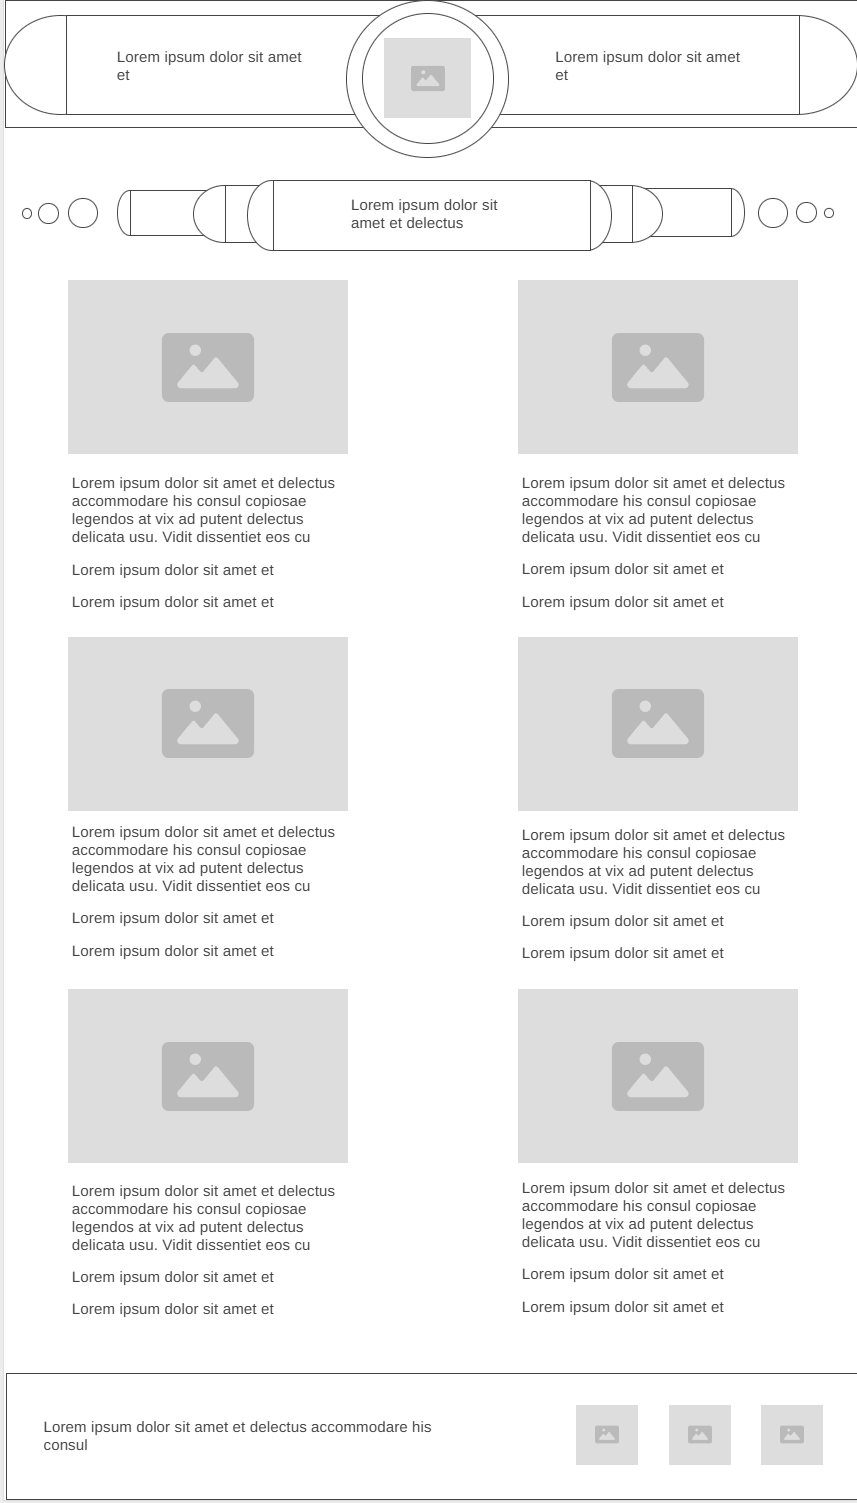 Lorem ipsum dolor sit amet
et
Lorem ipsum dolor sit amet
et
Lorem ipsum dolor sit
amet et delectus
Lorem ipsum dolor sit amet et delectus
accommodare his consul copiosae
legendos at vix ad putent delectus
delicata usu. Vidit dissentiet eos cu
Lorem ipsum dolor sit amet et
Lorem ipsum dolor sit amet et
Lorem ipsum dolor sit amet et delectus
accommodare his consul copiosae
legendos at vix ad putent delectus
delicata usu. Vidit dissentiet eos cu
Lorem ipsum dolor sit amet et
Lorem ipsum dolor sit amet et
Lorem ipsum dolor sit amet et delectus
accommodare his consul copiosae
legendos at vix ad putent delectus
delicata usu. Vidit dissentiet eos cu
Lorem ipsum dolor sit amet et
Lorem ipsum dolor sit amet et
Lorem ipsum dolor sit amet et delectus
accommodare his consul copiosae
legendos at vix ad putent delectus
delicata usu. Vidit dissentiet eos cu
Lorem ipsum dolor sit amet et
Lorem ipsum dolor sit amet et
Lorem ipsum dolor sit amet et delectus
accommodare his consul copiosae
legendos at vix ad putent delectus
delicata usu. Vidit dissentiet eos cu
Lorem ipsum dolor sit amet et
Lorem ipsum dolor sit amet et
Lorem ipsum dolor sit amet et delectus
accommodare his consul copiosae
legendos at vix ad putent delectus
delicata usu. Vidit dissentiet eos cu
Lorem ipsum dolor sit amet et
Lorem ipsum dolor sit amet et
Lorem ipsum dolor sit amet et delectus accommodare his
consul